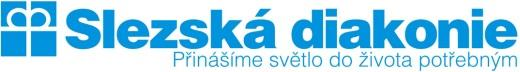 Slezská diakonie
Přinášíme světlo do života potřebným